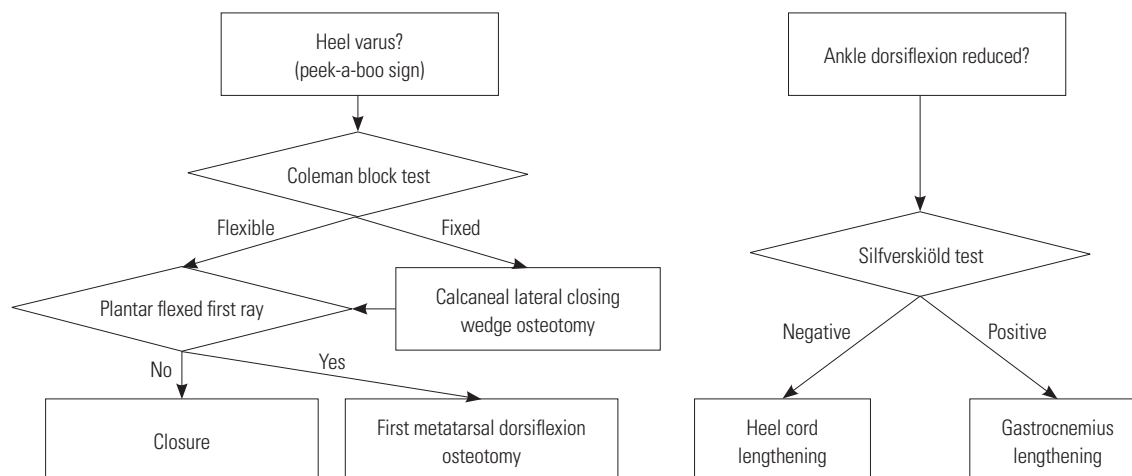 Heel varus?
(peek-a-boo sign)
Coleman block test
Flexible
Fixed
Plantar flexed first ray
Calcaneal lateral closing
wedge osteotomy
No
Yes
Closure
First metatarsal dorsiflexion
osteotomy
Ankle dorsiflexion reduced?
Silfverskiöld test
Negative
Positive
Heel cord
lengthening
Gastrocnemius
lengthening